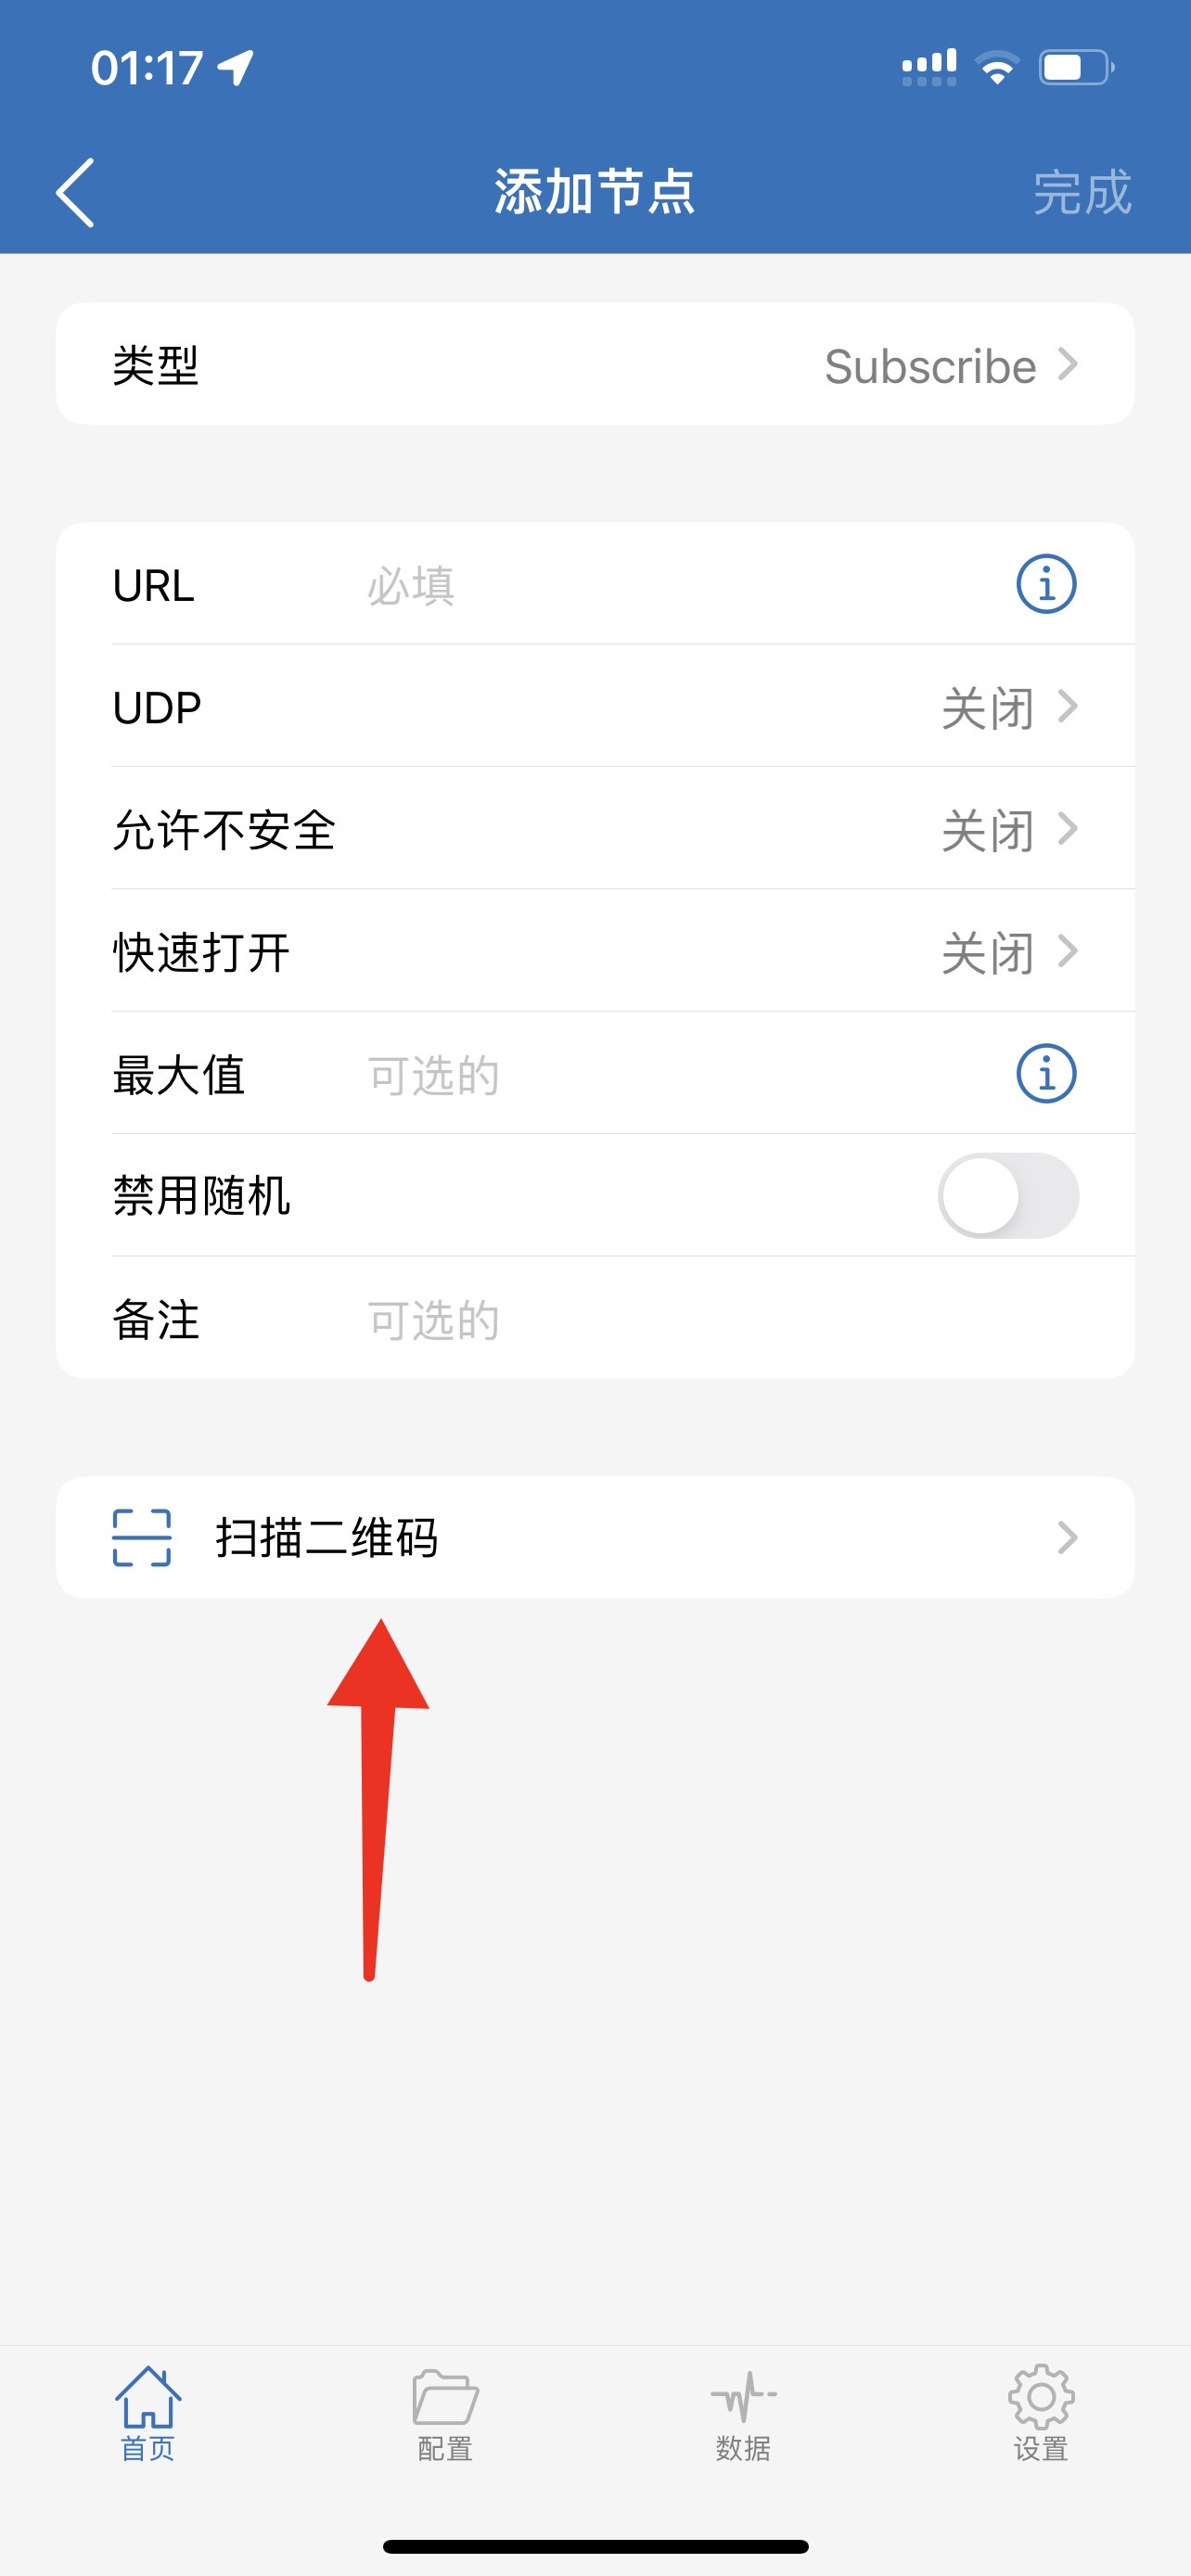 01:17
添加节点
完成
类型 Subscribe
URL 必填
UDP 关闭
允许不安全 关闭
快速打开 关闭
最大值 可选的
禁用随机
备注 可选的
扫描二维码
首页 配置 数据 设置